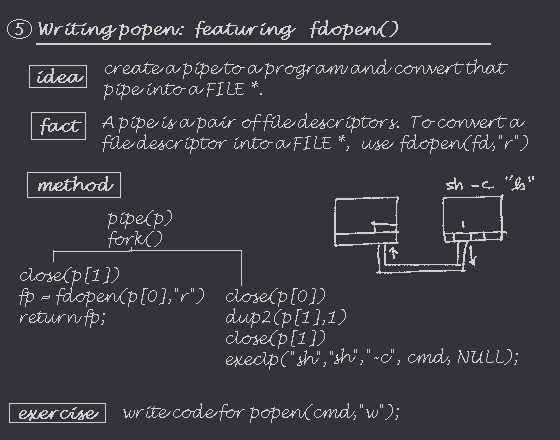 ⑤ Writing popen: featuring fdopen()
idea
create a pipe to a program and convert that
pipe into a FILE *.
fact
A pipe is a pair of file descriptors. To convert a
file descriptor into a FILE *, use fdopen(fd,"r")
method
sh -c "ls"
pipe(p)
fork()
close(p[1])
fp = fdopen(p[0],"r")
return fp;
close(p[0])
dup2(p[1],1)
close(p[1])
execlp("sh","sh","-c", cmd, NULL);
exercise
write code for popen(cmd,"w");